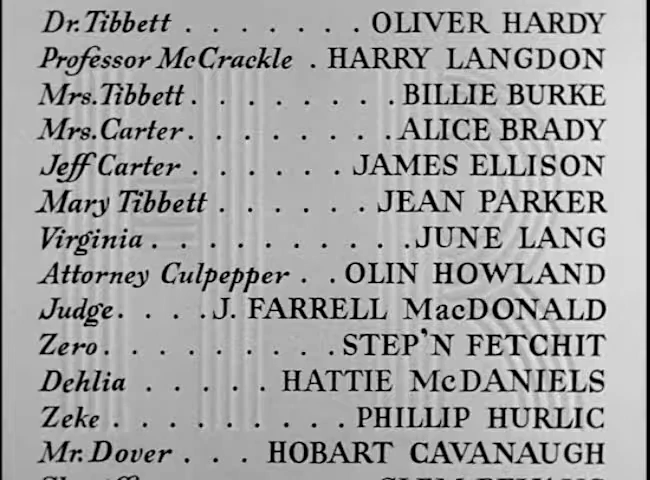 Dr. Tibbett . . . . . . . OLIVER HARDY
Professor McCrackle . HARRY LANGDON
Mrs. Tibbett . . . . . . . . BILLIE BURKE
Mrs. Carter . . . . . . . . ALICE BRADY
Jeff Carter . . . . . . JAMES ELLISON
Mary Tibbett . . . . . . JEAN PARKER
Virginia . . . . . . . . . . JUNE LANG
Attorney Culpepper . . OLIN HOWLAND
Judge . . . . J. FARRELL MacDONALD
Zero . . . . . . . . . STEP'N FETCHIT
Dehlia . . . . . HATTIE McDANIELS
Zeke . . . . . . . . . PHILLIP HURLIC
Mr. Dover . . . HOBART CAVANAUGH